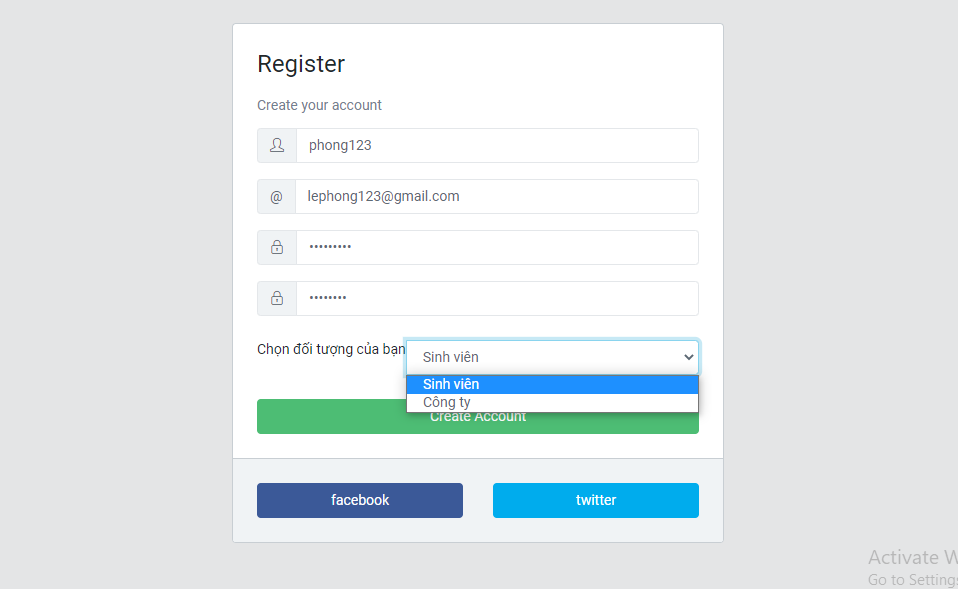 Register
Create your account
phong123
@ lephong123@gmail.com
•••••••••
••••••••
Chọn đối tượng của bạn Sinh viên
Sinh viên
Công ty
Create Account
facebook twitter
Activate W
Go to Settings